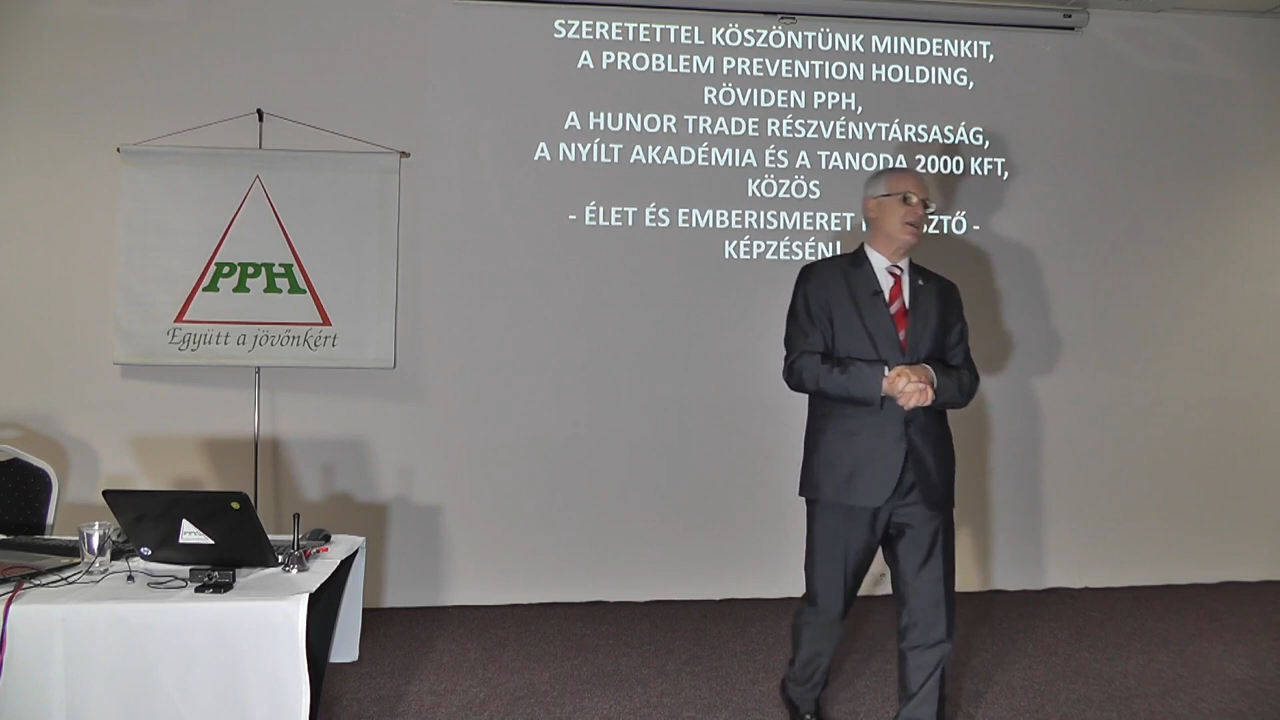 SZERETETTEL KÖSZÖNTÜNK MINDENKIT,
A PROBLEM PREVENTION HOLDING,
RÖVIDEN PPH,
A HUNOR TRADE RÉSZVÉNYTÁRSASÁG,
A NYÍLT AKADÉMIA ÉS A TANODA 2000 KFT,
KÖZÖS
- ÉLET ÉS EMBERISMERET -
KÉPZÉSÉN!
PPH
Együtt a jövőnkért